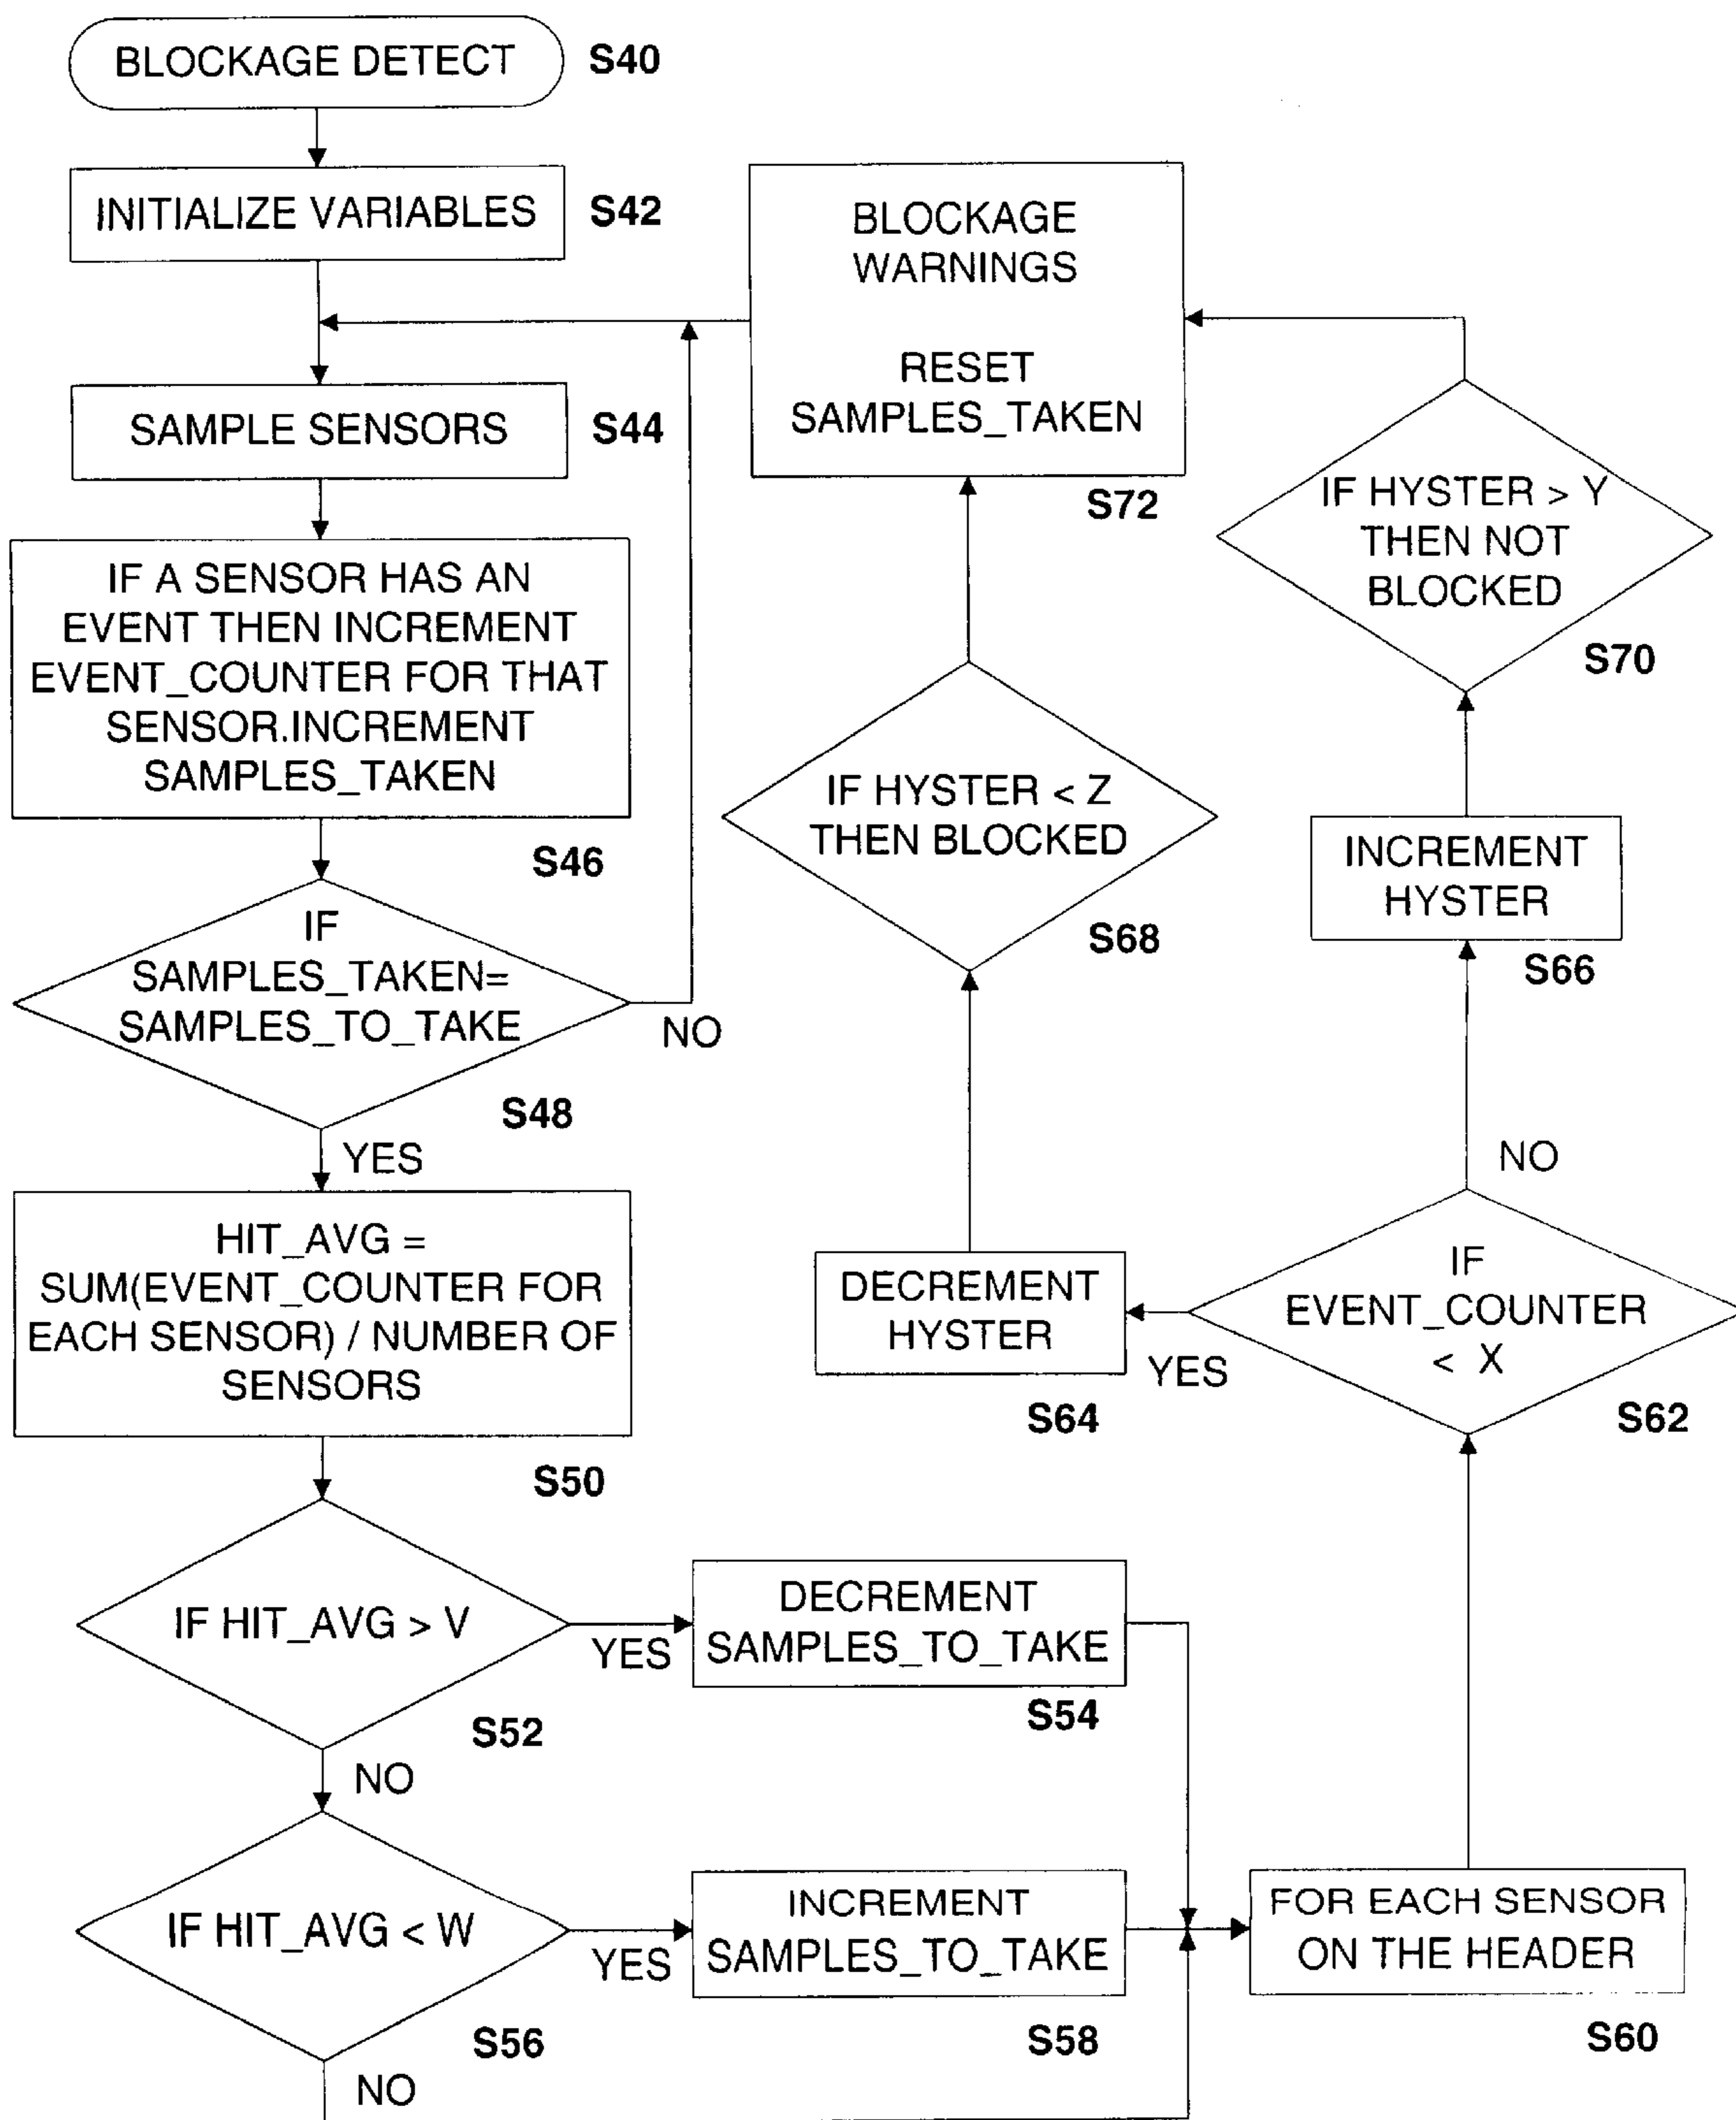 BLOCKAGE DETECT
S40
INITIALIZE VARIABLES
S42
SAMPLE SENSORS
S44
IF A SENSOR HAS AN
EVENT THEN INCREMENT
EVENT_COUNTER FOR THAT
SENSOR.INCREMENT
SAMPLES_TAKEN
S46
IF
SAMPLES_TAKEN=
SAMPLES_TO_TAKE
NO
S48
YES
HIT_AVG =
SUM(EVENT_COUNTER FOR
EACH SENSOR) / NUMBER OF
SENSORS
S50
IF HIT_AVG > V
YES
S52
NO
DECREMENT
SAMPLES_TO_TAKE
S54
IF HIT_AVG < W
YES
S56
NO
INCREMENT
SAMPLES_TO_TAKE
S58
FOR EACH SENSOR
ON THE HEADER
S60
IF
EVENT_COUNTER
< X
S62
YES
NO
DECREMENT
HYSTER
S64
INCREMENT
HYSTER
S66
IF HYSTER < Z
THEN BLOCKED
S68
IF HYSTER > Y
THEN NOT
BLOCKED
S70
BLOCKAGE
WARNINGS
RESET
SAMPLES_TAKEN
S72